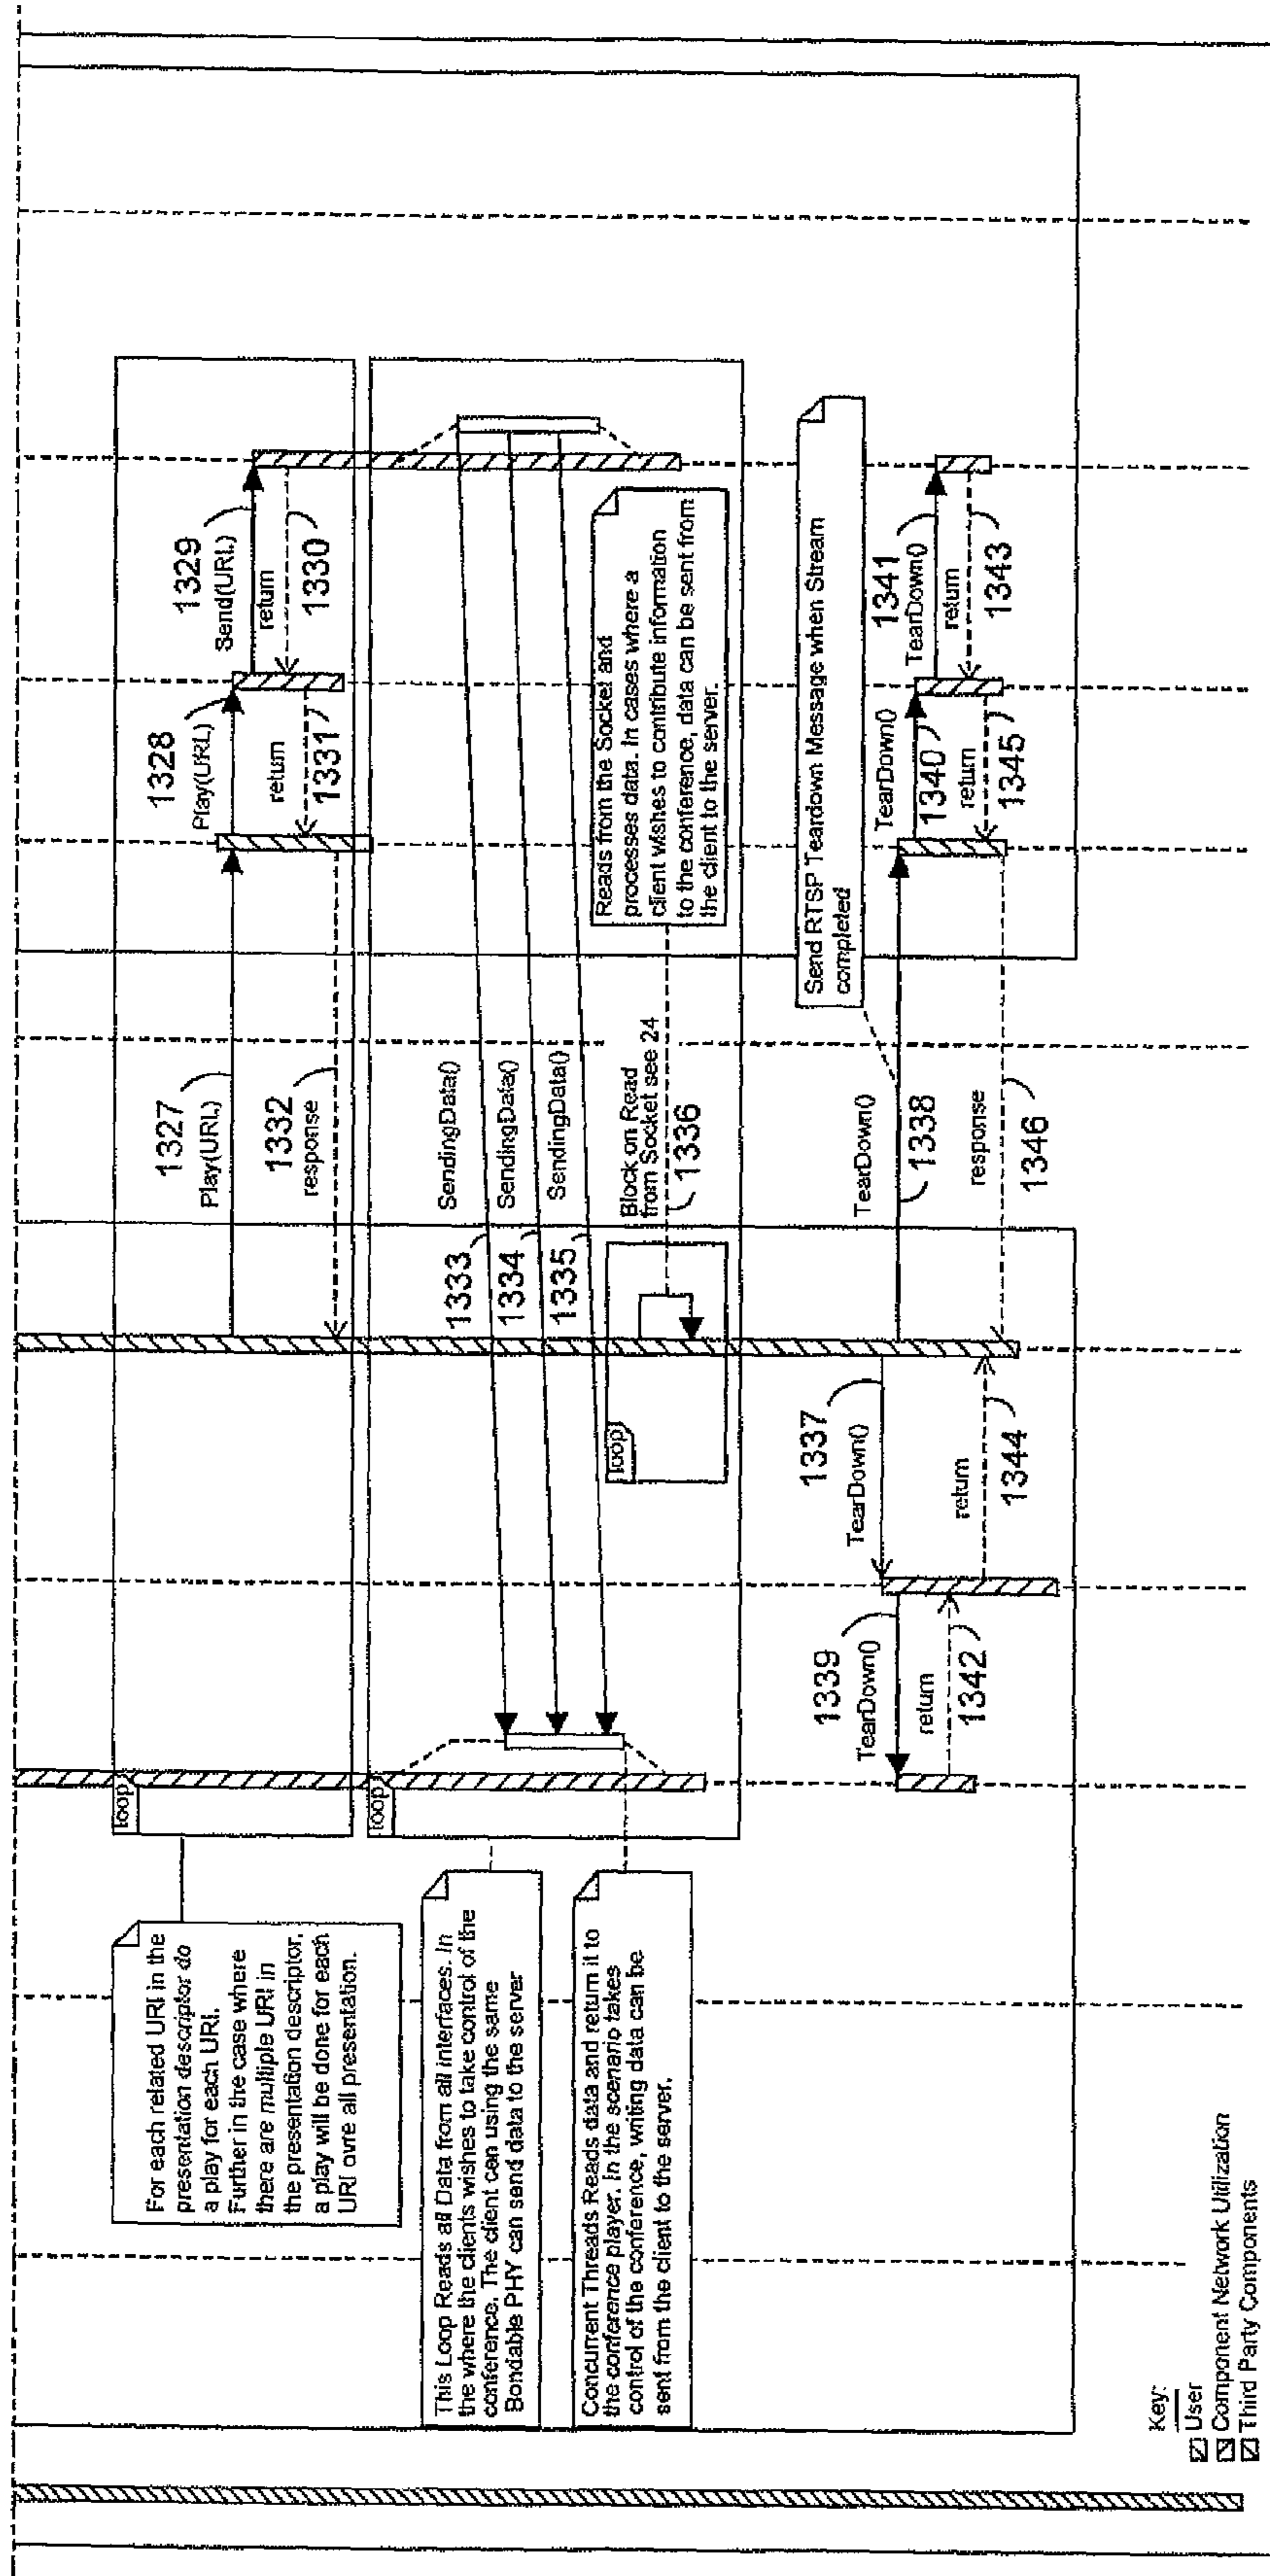 For each related URI in the
presentation descriptor do
a play for each URI.
Further in the case where
there are multiple URI in
the presentation descriptor,
a play will be done for each
URI ovre all presentation.
loop
1327
Play(URL)
1328
Play(URL)
1329
Send(URL)
return
1330
return
1331
1332
response
This Loop Reads all Data from all interfaces. In
the where the clients wishes to take control of the
conference. The client cen using the same
Bondable PHY can send data to the server
loop
1333
SendingData()
1334
SendingData()
1335
SendingData()
Concurrent Threads Reads data and return it to
the conference player. In the scenario takes
control of the conference, writing data can be
sent from the client to the server.
loop
Block on Read
from Socket see 24
1336
Reads from the Socket and
processes data. In cases where a
client wishes to contribute information
to the conference, data can be sent from
the client to the server.
Send RTSP Teardown Message when Stream
completed
1337
TearDown()
1339
TearDown()
TearDown()
1338
TearDown()
1340
1341
TearDown()
return
1342
return
1344
return
1343
return
1345
response
1346
Key:
User
Component Network Utilization
Third Party Components